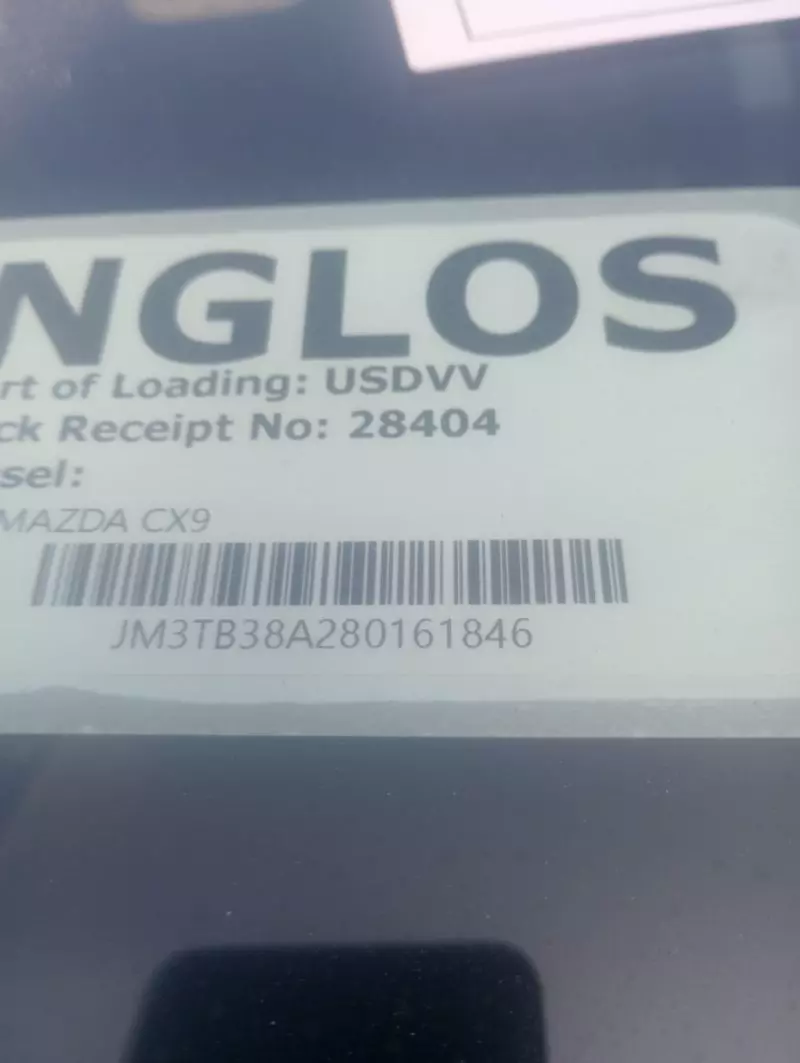 NGLOS
rt of Loading: USDVV
ck Receipt No: 28404
sel:
MAZDA CX9
JM3TB38A280161846